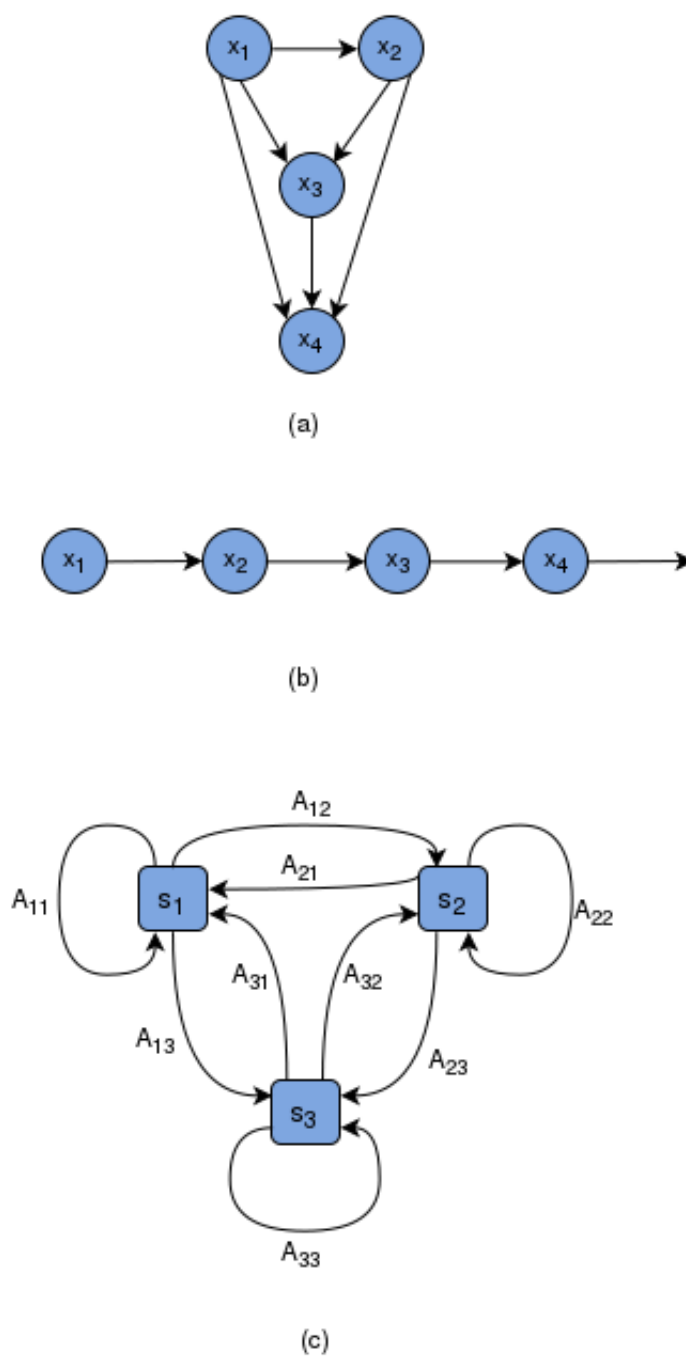 x1 x2
x3
x4
(a)
x1 x2 x3 x4
(b)
A12
A21
A11 s1 s2 A22
A31 A32
A13 A23
s3
A33
(c)